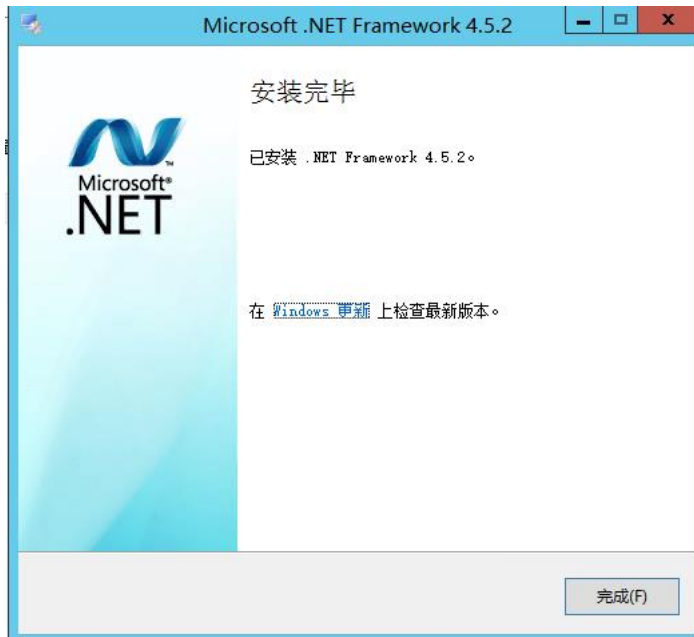 Microsoft .NET Framework 4.5.2
安装完毕
已安装 .NET Framework 4.5.2。
Microsoft®
.NET™
在 Windows 更新 上检查最新版本。
完成(F)